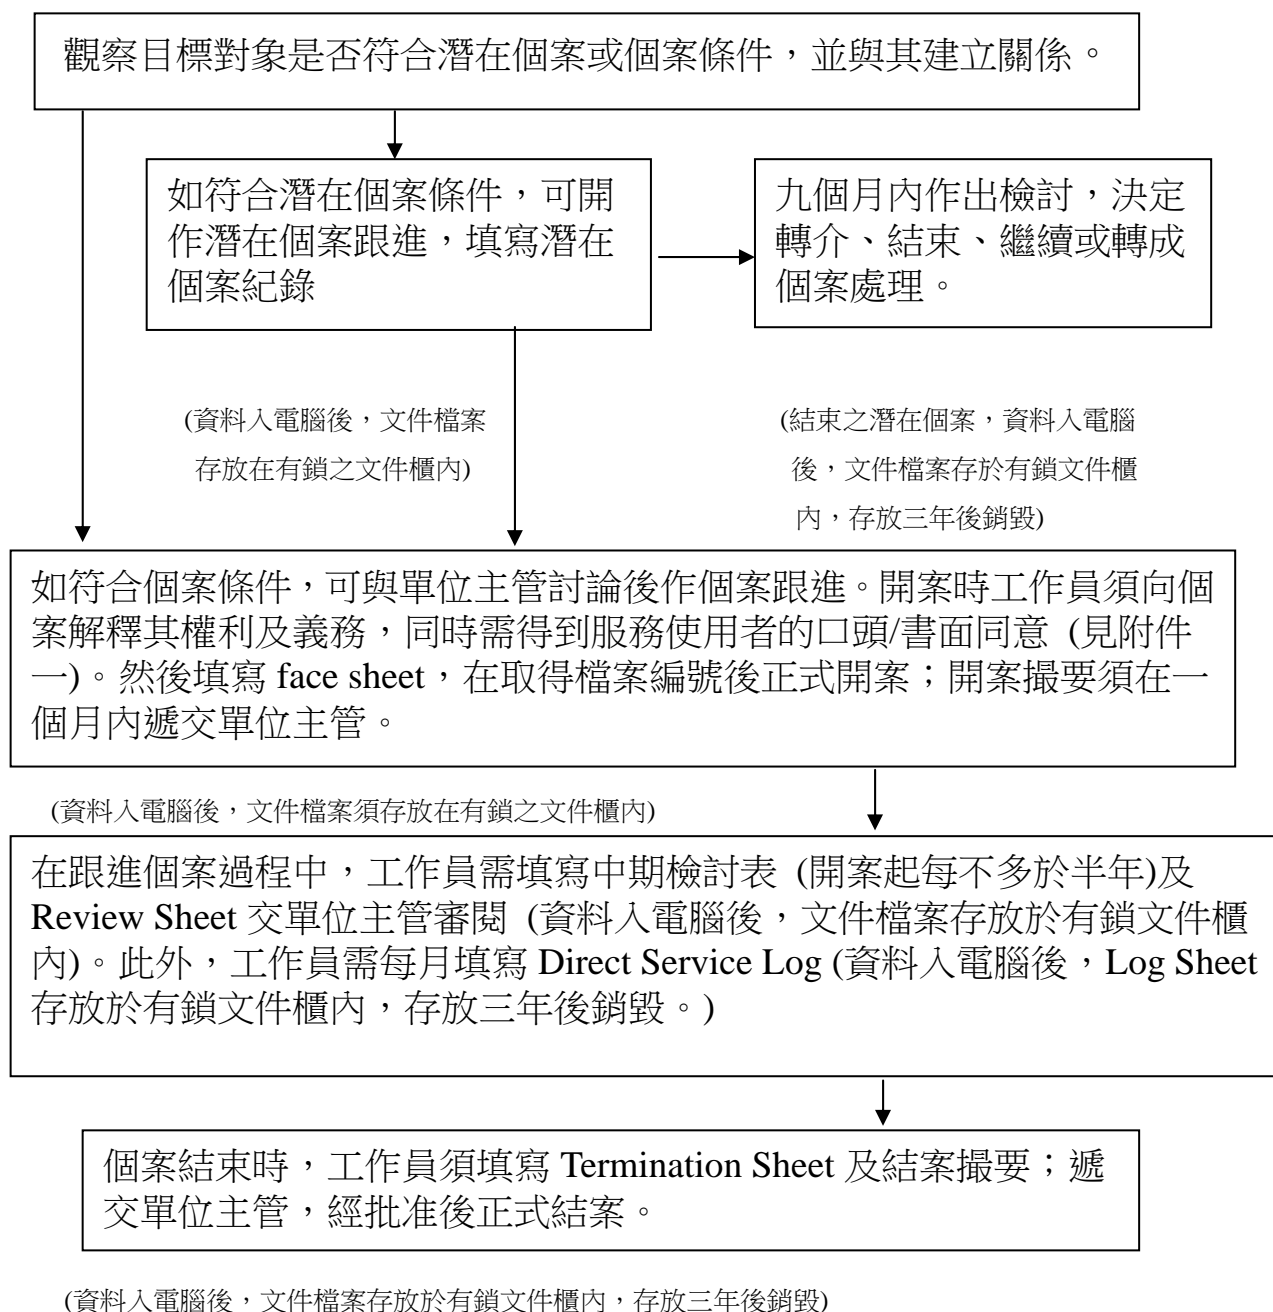 觀察目標對象是否符合潛在個案或個案條件，並與其建立關係。
如符合潛在個案條件，可開
作潛在個案跟進，填寫潛在
個案紀錄
九個月內作出檢討，決定
轉介、結束、繼續或轉成
個案處理。
(資料入電腦後，文件檔案
存放在有鎖之文件櫃內)
(結束之潛在個案，資料入電腦
後，文件檔案存於有鎖文件櫃
內，存放三年後銷毀)
如符合個案條件，可與單位主管討論後作個案跟進。開案時工作員須向個
案解釋其權利及義務，同時需得到服務使用者的口頭/書面同意 (見附件
一)。然後填寫 face sheet，在取得檔案編號後正式開案；開案撮要須在一
個月內遞交單位主管。
(資料入電腦後，文件檔案須存放在有鎖之文件櫃內)
在跟進個案過程中，工作員需填寫中期檢討表 (開案起每不多於半年)及
Review Sheet 交單位主管審閱 (資料入電腦後，文件檔案存放於有鎖文件櫃
內)。此外，工作員需每月填寫 Direct Service Log (資料入電腦後，Log Sheet
存放於有鎖文件櫃內，存放三年後銷毀。)
個案結束時，工作員須填寫 Termination Sheet 及結案撮要；遞
交單位主管，經批准後正式結案。
(資料入電腦後，文件檔案存放於有鎖文件櫃內，存放三年後銷毀)